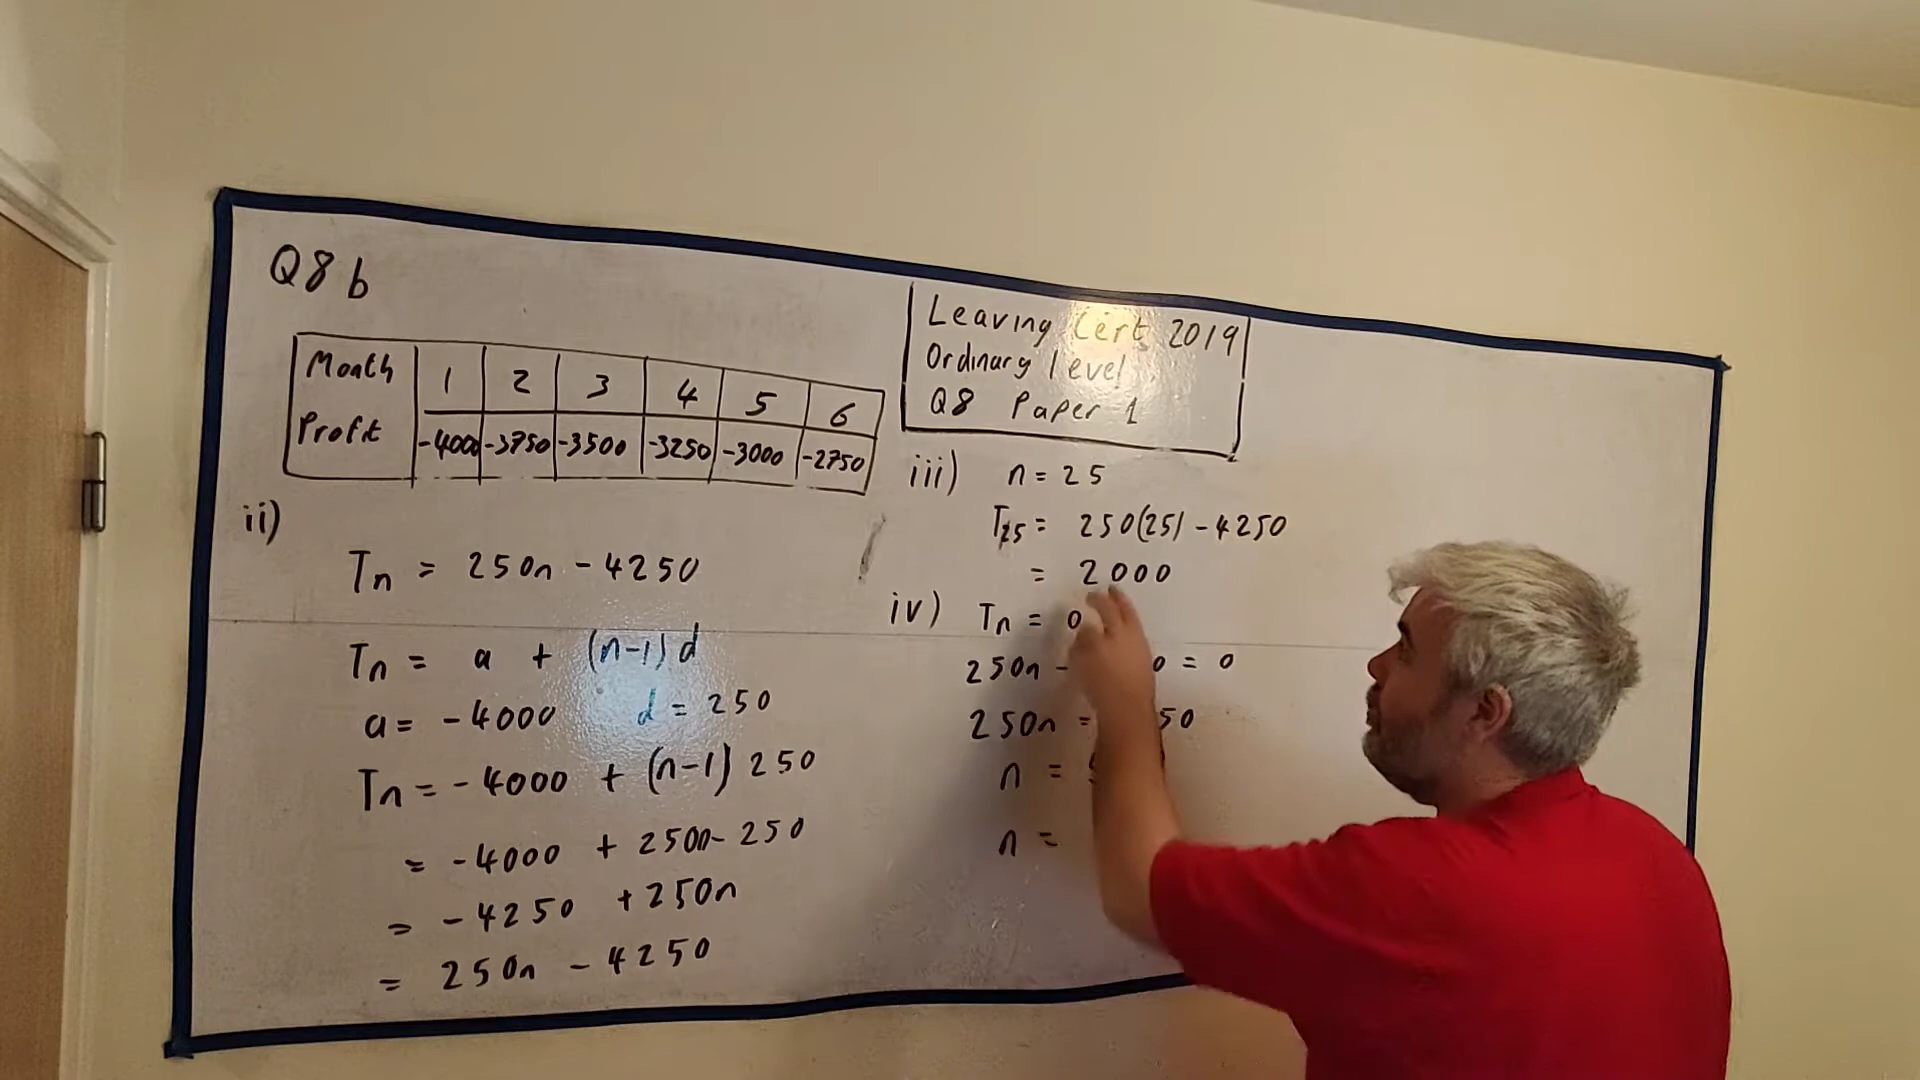 Q8 b
Month 1 2 3 4 5 6
Profit -4000 -3750 -3500 -3250 -3000 -2750
ii)
Tn = 250n - 4250
Tn = a + (n-1) d
a = -4000 d = 250
Tn = -4000 + (n-1) 250
= -4000 + 250n - 250
= -4250 + 250n
= 250n - 4250
Leaving Cert 2019
Ordinary level
Q8 Paper 1
iii) n = 25
T25 = 250(25) - 4250
= 2000
iv) Tn = 0
250n - 0 = 0
250n = 50
n =
n =